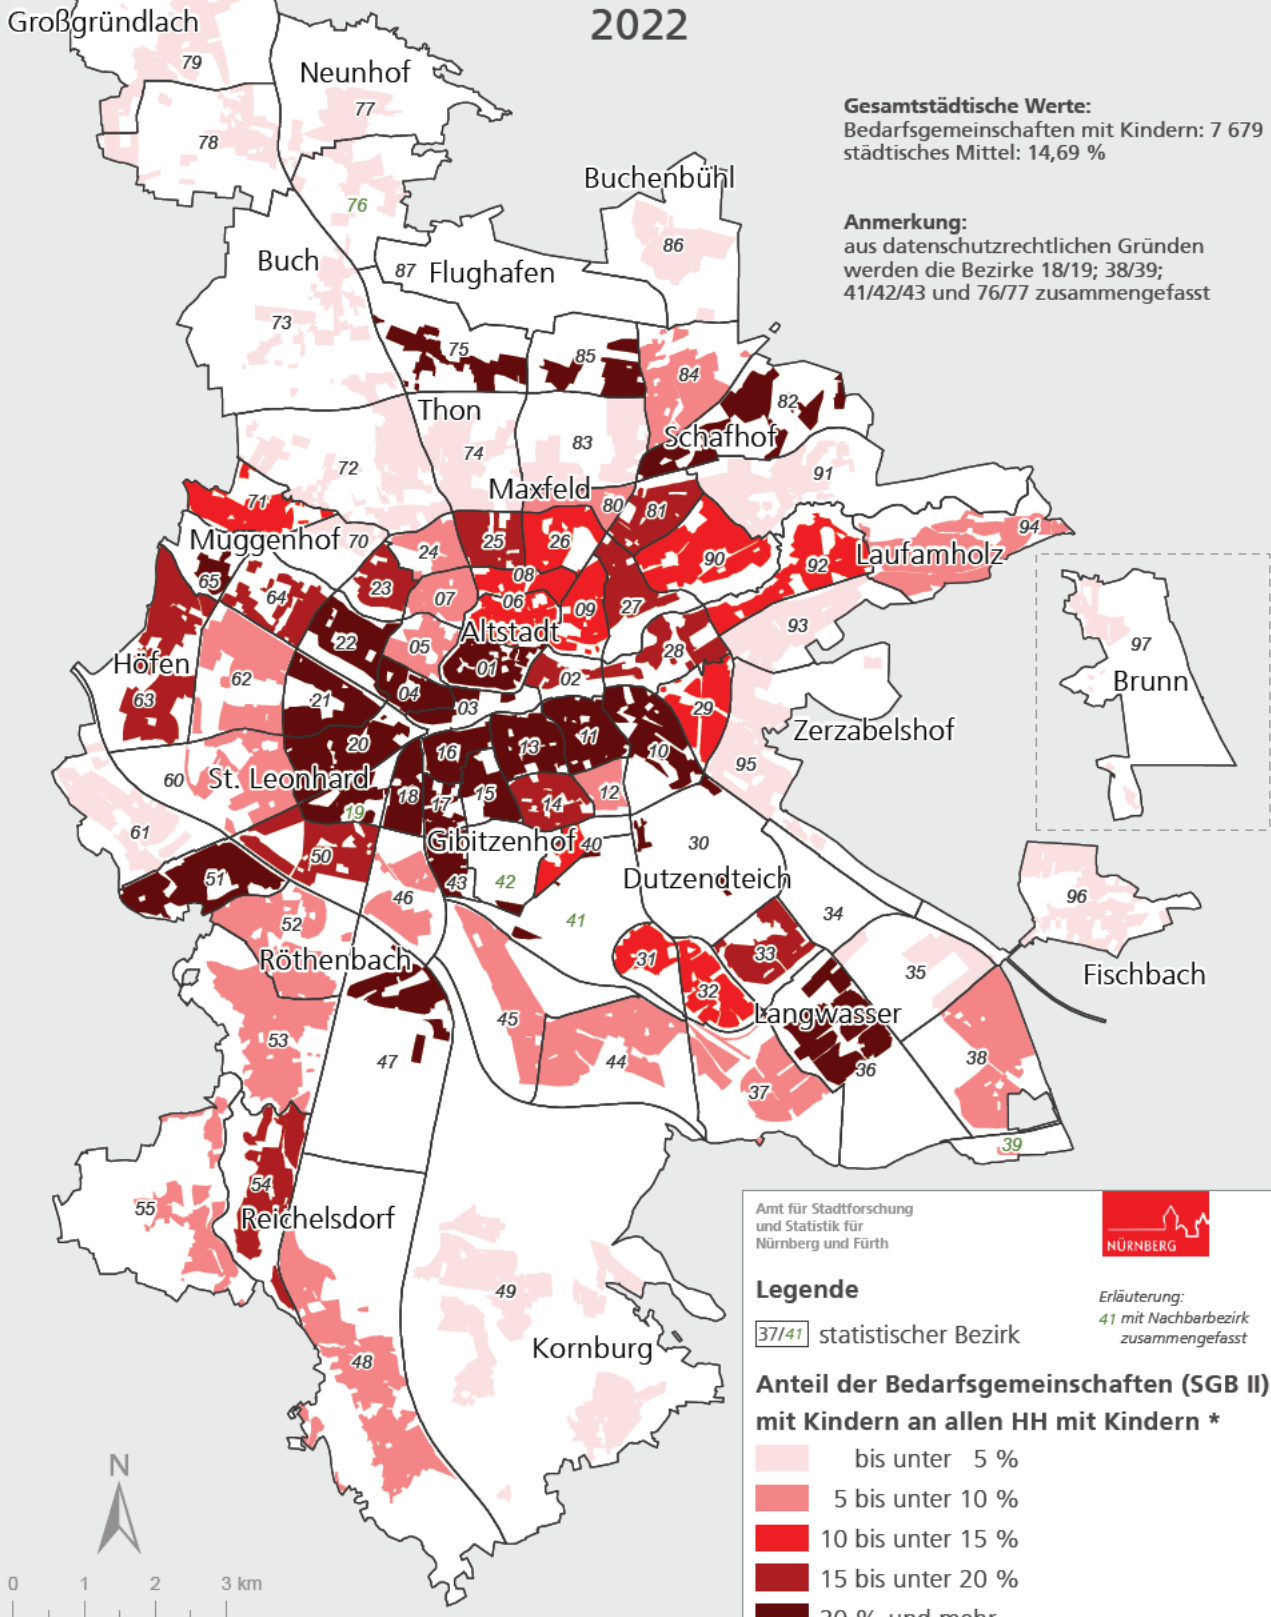 2022
Großgründlach
79
Neunhof
77
78
Gesamtstädtische Werte:
Bedarfsgemeinschaften mit Kindern: 7 679
städtisches Mittel: 14,69 %
76
Buchenbühl
86
Anmerkung:
aus datenschutzrechtlichen Gründen
werden die Bezirke 18/19; 38/39;
41/42/43 und 76/77 zusammengefasst
Buch
87 Flughafen
73
75
85
84
82
Thon
Schafhof
74
83
72
91
Maxfeld
71
80
81
94
Muggenhof
70
24
25
26
90
92
Laufamholz
65
64
23
07
08
06
09
27
97
Brunn
22
05
Altstadt
28
93
Höfen
62
01
02
63
21
04
03
29
Zerzabelshof
20
16
13
11
10
95
60
St. Leonhard
18
17
15
14
12
19
61
Gibitzenhof
40
30
50
51
46
43
42
Dutzendteich
96
52
41
34
Röthenbach
31
33
35
Fischbach
32
Langwasser
45
53
47
44
36
38
37
39
54
55
Reichelsdorf
49
Kornburg
48
N
0 1 2 3 km
Amt für Stadtforschung
und Statistik für
Nürnberg und Fürth
NÜRNBERG
Legende
37/41 statistischer Bezirk
Erläuterung:
41 mit Nachbarbezirk
zusammengefasst
Anteil der Bedarfsgemeinschaften (SGB II)
mit Kindern an allen HH mit Kindern *
bis unter 5 %
5 bis unter 10 %
10 bis unter 15 %
15 bis unter 20 %
20 % und mehr